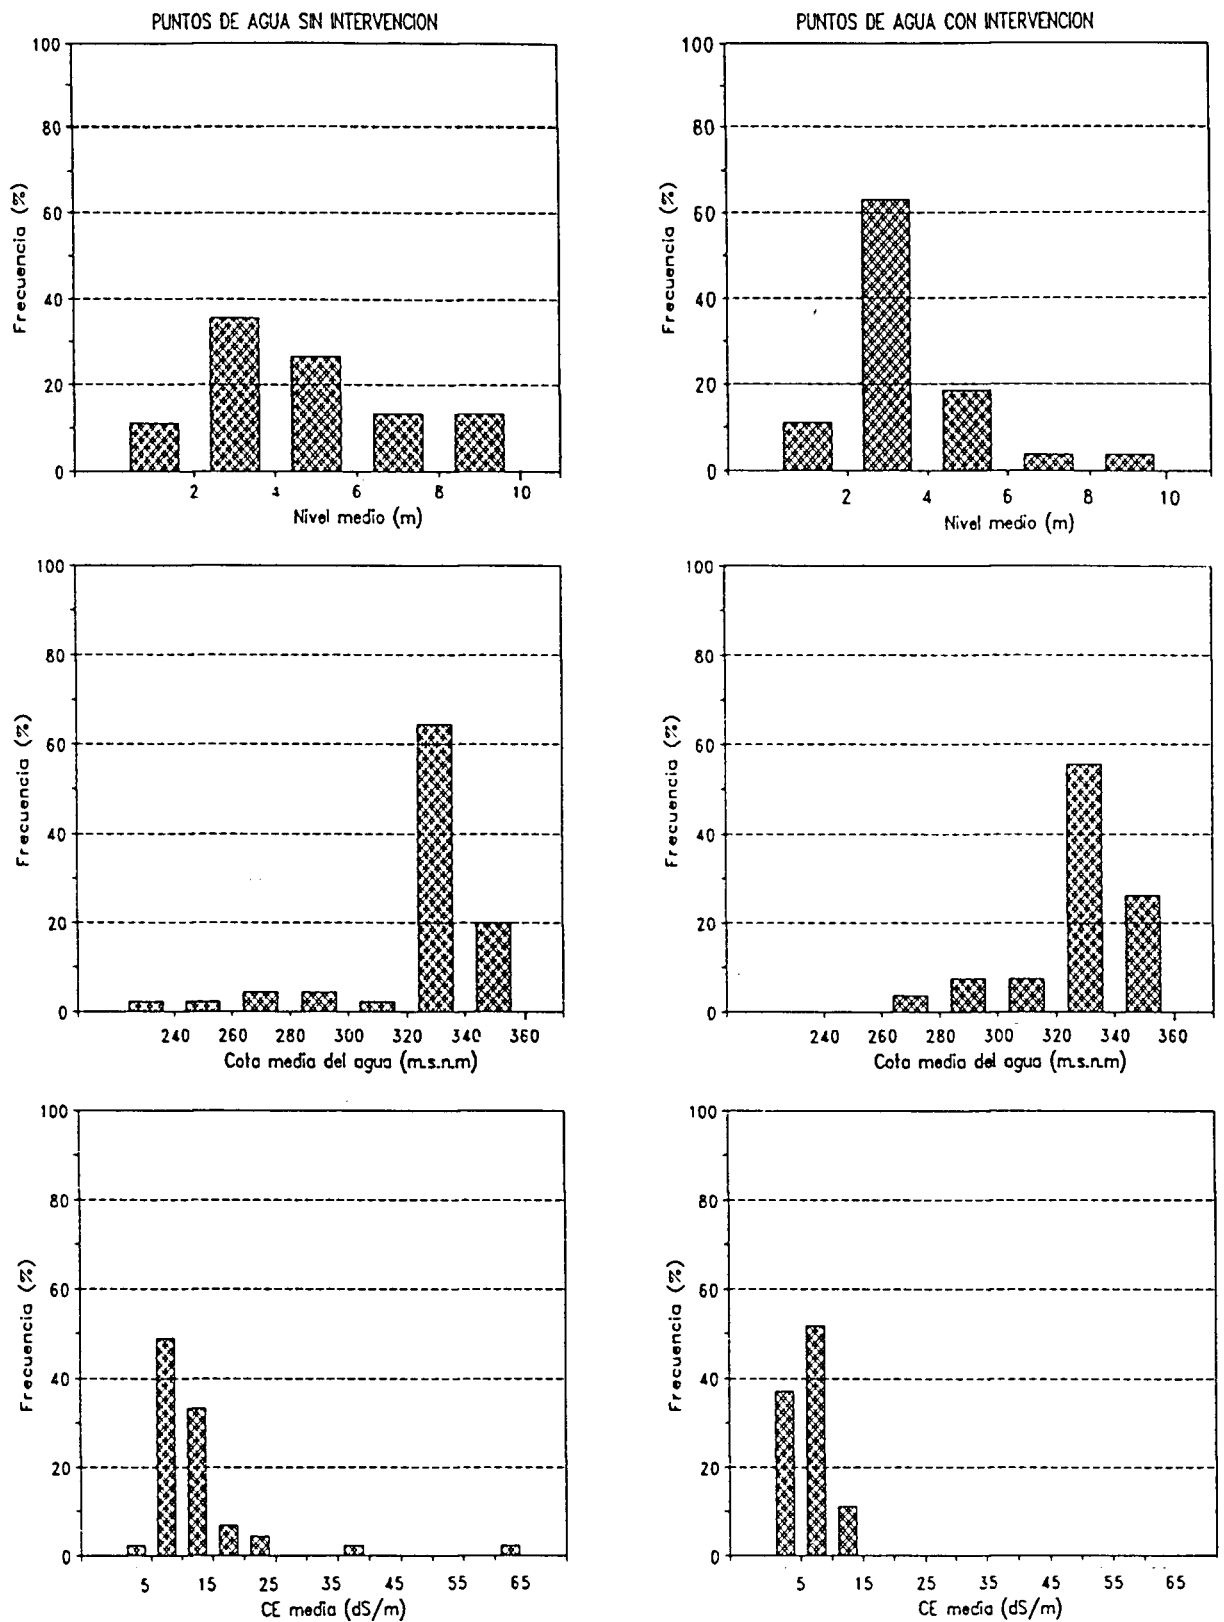 PUNTOS DE AGUA SIN INTERVENCION
100
80
60
40
20
0
Frecuencia (%)
2 4 6 8 10
Nivel medio (m)
PUNTOS DE AGUA CON INTERVENCION
100
80
60
40
20
0
Frecuencia (%)
2 4 6 8 10
Nivel medio (m)
100
80
60
40
20
0
Frecuencia (%)
240 260 280 300 320 340 360
Cota media del agua (m.s.n.m)
100
80
60
40
20
0
Frecuencia (%)
240 260 280 300 320 340 360
Cota media del agua (m.s.n.m)
100
80
60
40
20
0
Frecuencia (%)
5 15 25 35 45 55 65
CE media (dS/m)
100
80
60
40
20
0
Frecuencia (%)
5 15 25 35 45 55 65
CE media (dS/m)